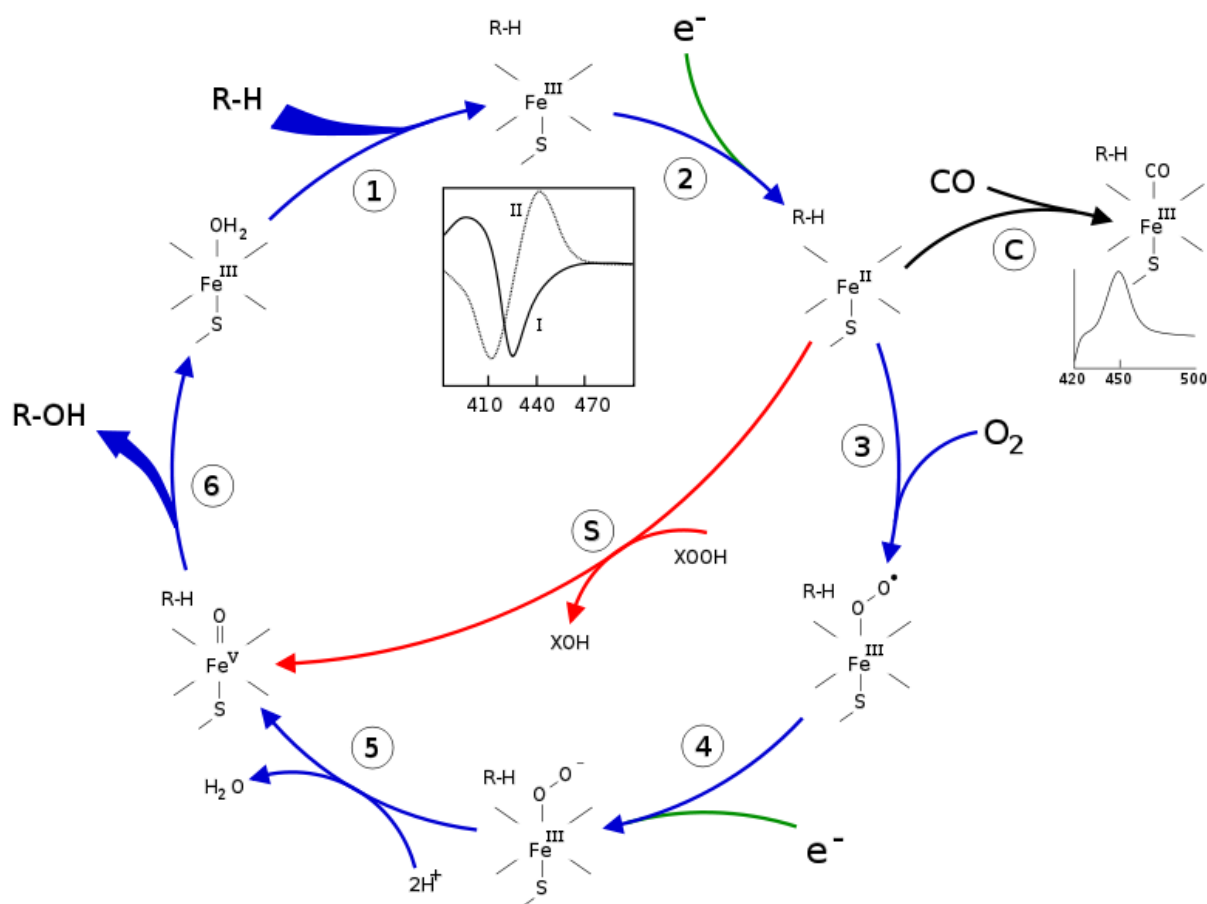 R-H
Fe III
S
e⁻
R-H
1
2
OH₂
Fe III
S
II
I
410 440 470
R-H
Fe II
S
CO
C
R-H
CO
Fe III
S
420 450 500
3
O₂
R-OH
6
S
XOOH
XOH
R-H
O
Fe V
S
R-H
O
O•
Fe III
S
5
4
H₂O
2H⁺
R-H
O
O⁻
Fe III
S
e⁻